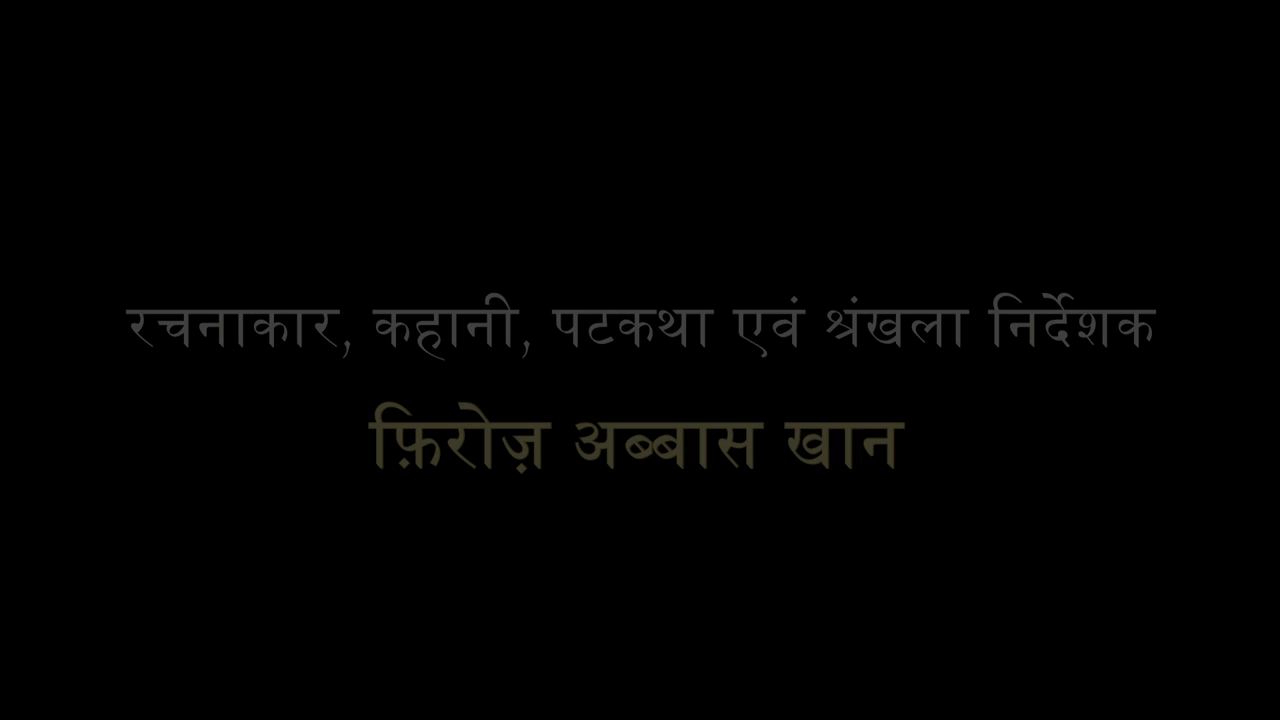 रचनाकार, कहानी, पटकथा एवं श्रंखला निर्देशक
फ़िरोज़ अब्बास खान